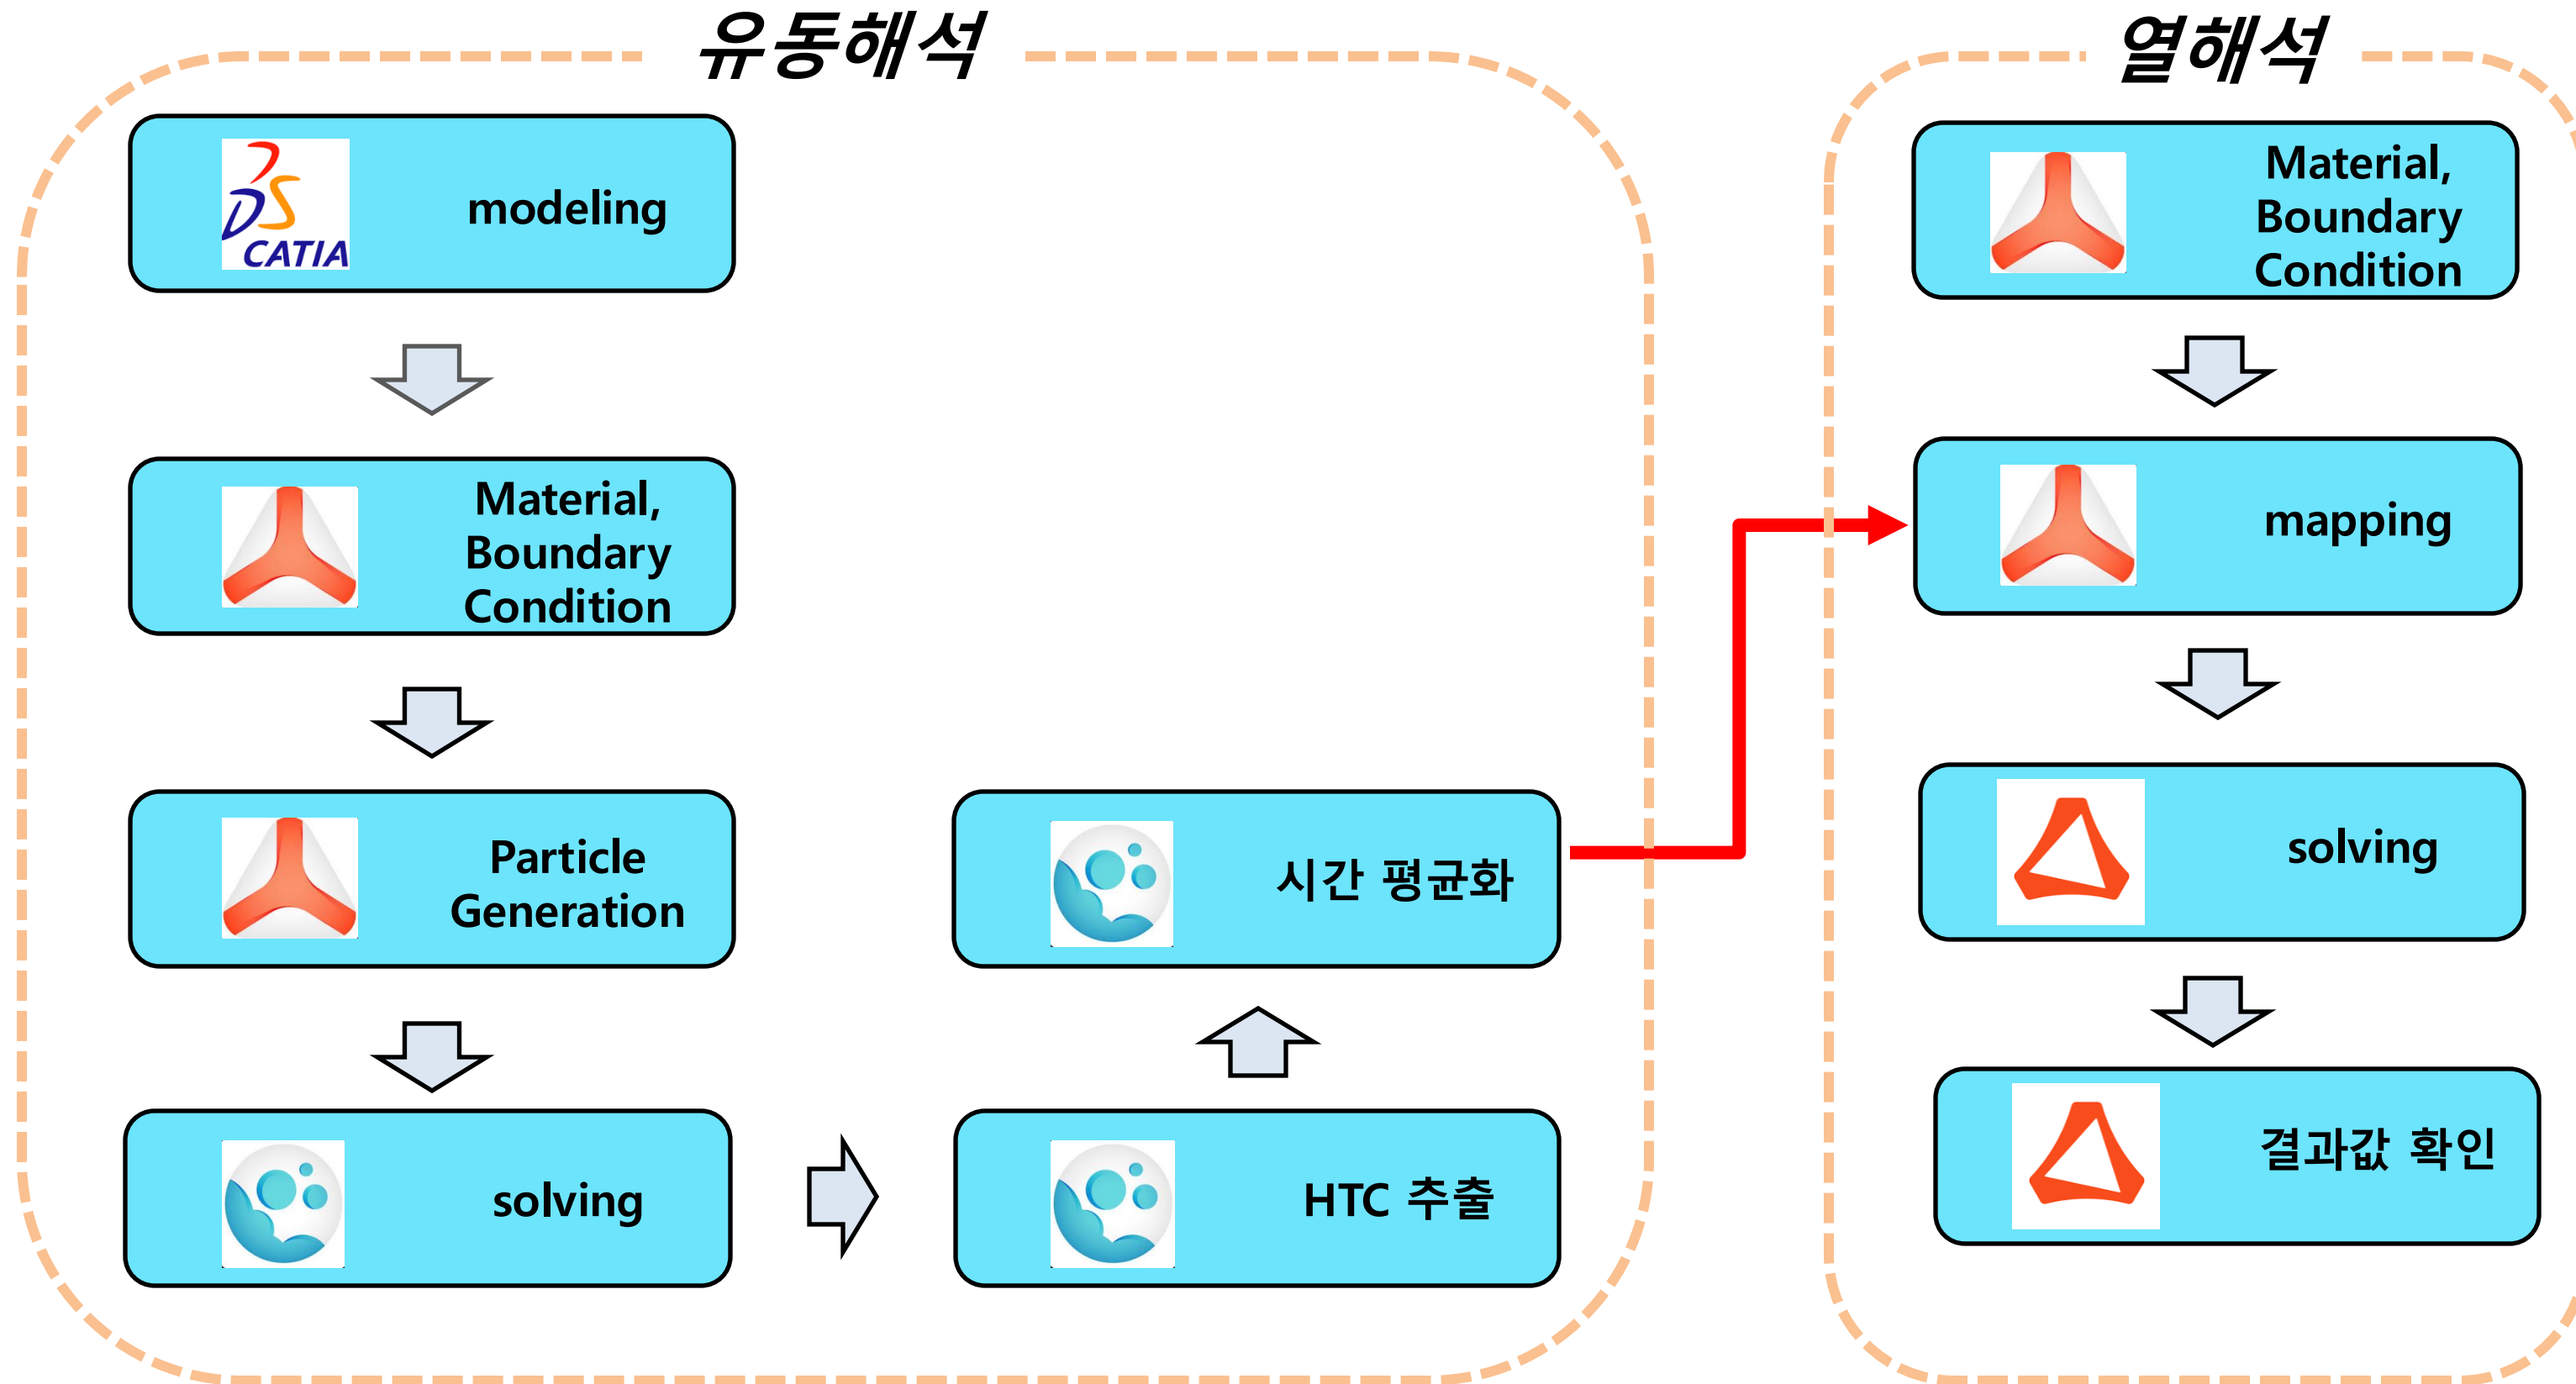 유동해석
CATIA
modeling
Material,
Boundary
Condition
Particle
Generation
solving
HTC 추출
시간 평균화
열해석
Material,
Boundary
Condition
mapping
solving
결과값 확인